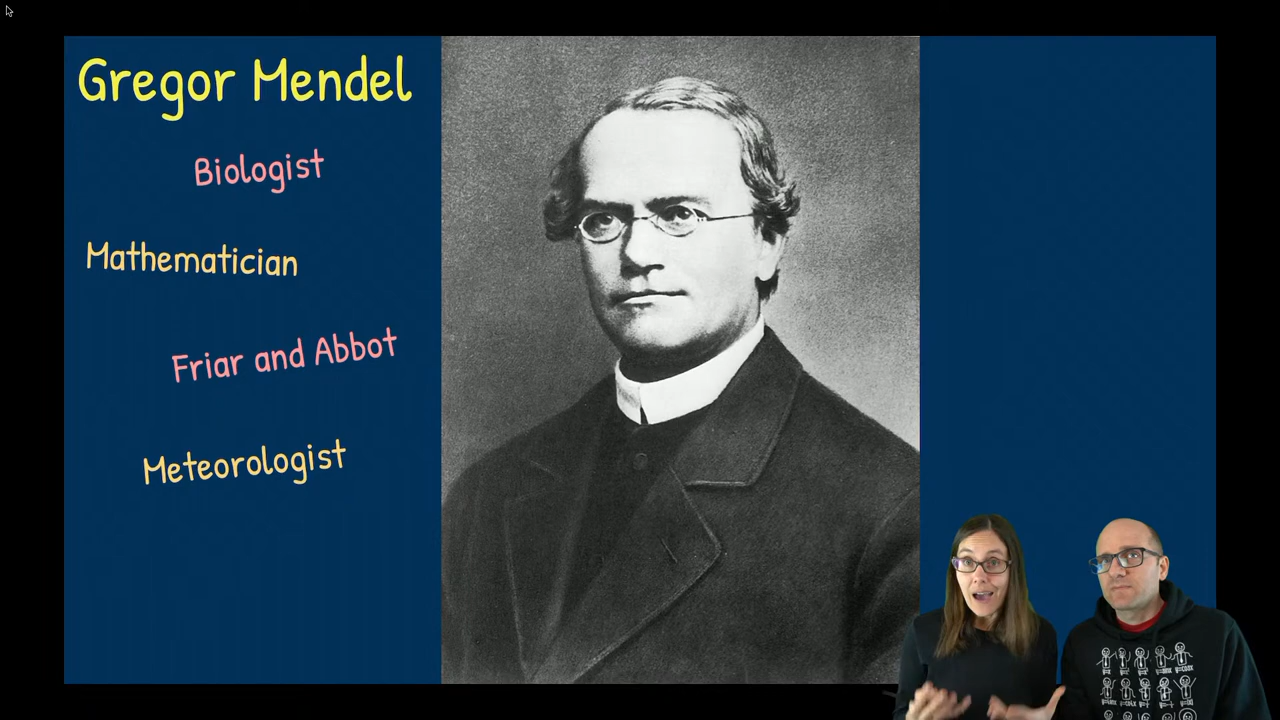 Gregor Mendel
Biologist
Mathematician
Friar and Abbot
Meteorologist